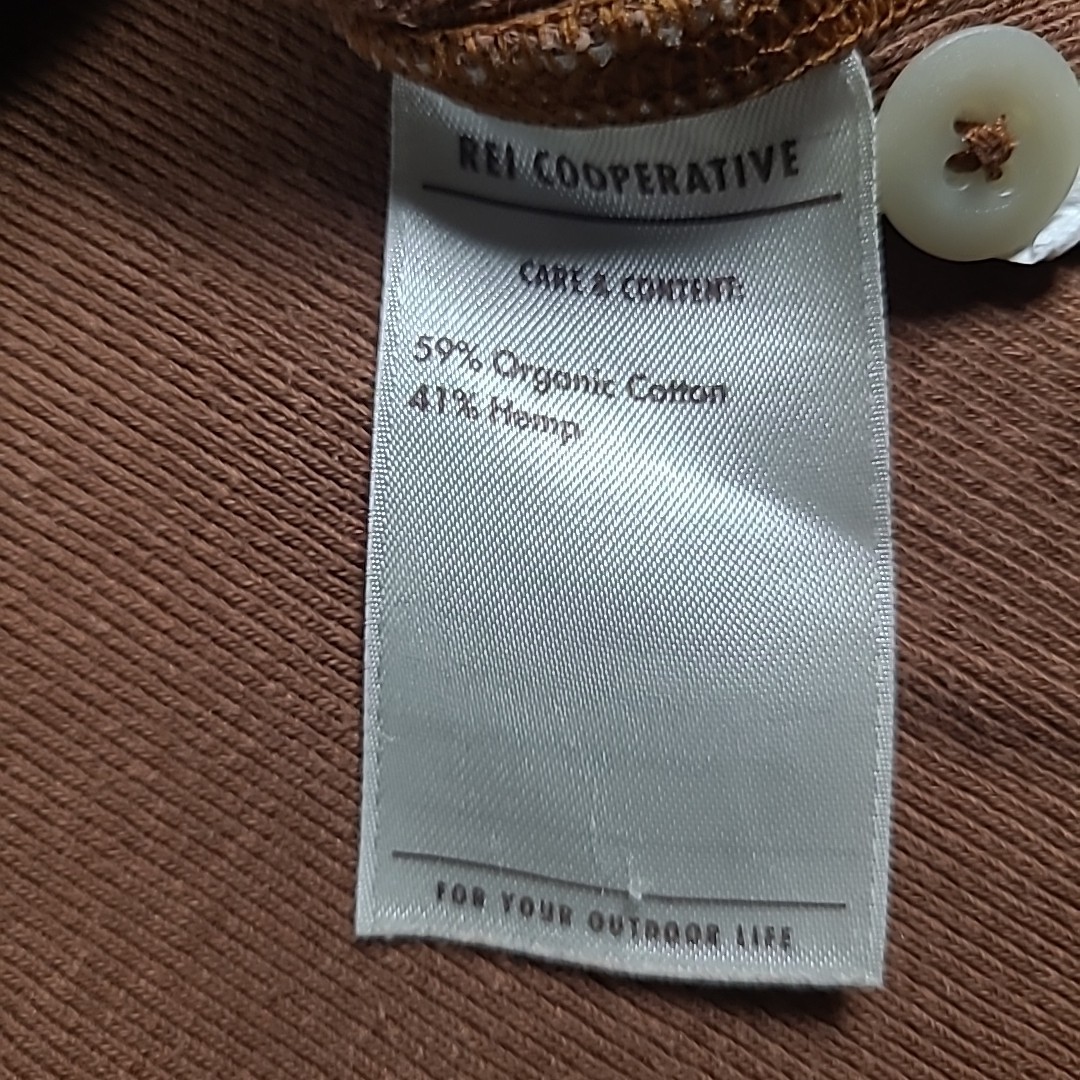 REI COOPERATIVE
CARE & CONTENT:
59% Organic Cotton
41% Hemp
FOR YOUR OUTDOOR LIFE